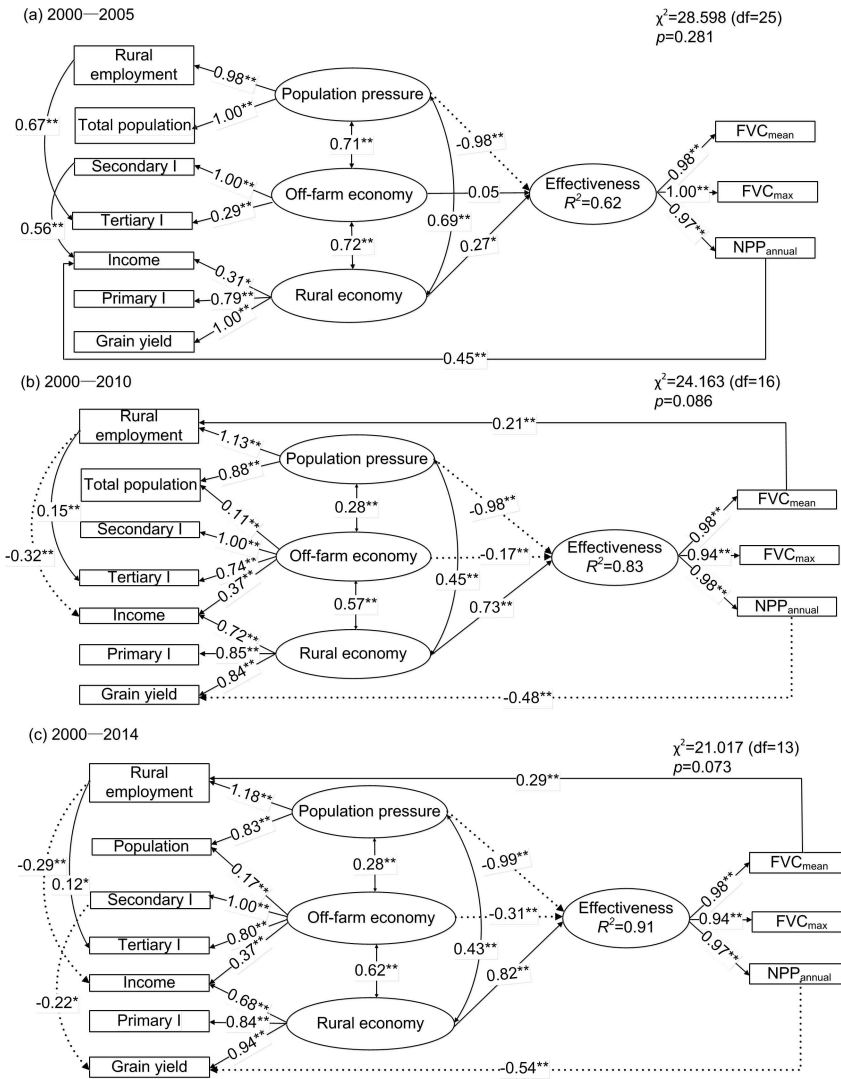 (a) 2000—2005
χ²=28.598 (df=25)
p=0.281
Rural
employment
Total population
Secondary I
Tertiary I
Income
Primary I
Grain yield
0.67**
0.56**
0.98**
1.00**
1.00**
0.29**
0.31*
0.79**
1.00**
Population pressure
0.71**
Off-farm economy
0.72**
Rural economy
0.69**
-0.98**
0.05
0.27*
Effectiveness
R²=0.62
0.98**
1.00**
0.97**
FVCmean
FVCmax
NPPannual
0.45**
(b) 2000—2010
χ²=24.163 (df=16)
p=0.086
Rural
employment
Total population
Secondary I
Tertiary I
Income
Primary I
Grain yield
0.15**
-0.32**
1.13**
0.88**
0.11**
1.00**
0.74**
0.37**
0.72**
0.85**
0.84**
Population pressure
0.28**
Off-farm economy
0.57**
Rural economy
0.45**
-0.98**
-0.17**
0.73**
Effectiveness
R²=0.83
0.98**
0.94**
0.98**
FVCmean
FVCmax
NPPannual
0.21**
-0.48**
(c) 2000—2014
χ²=21.017 (df=13)
p=0.073
Rural
employment
Population
Secondary I
Tertiary I
Income
Primary I
Grain yield
-0.29**
0.12*
-0.22*
1.18**
0.83**
0.17**
1.00**
0.80**
0.37**
0.68**
0.84**
0.94**
Population pressure
0.28**
Off-farm economy
0.62**
Rural economy
0.43**
-0.99**
-0.31**
0.82**
Effectiveness
R²=0.91
0.98**
0.94**
0.97**
FVCmean
FVCmax
NPPannual
0.29**
-0.54**